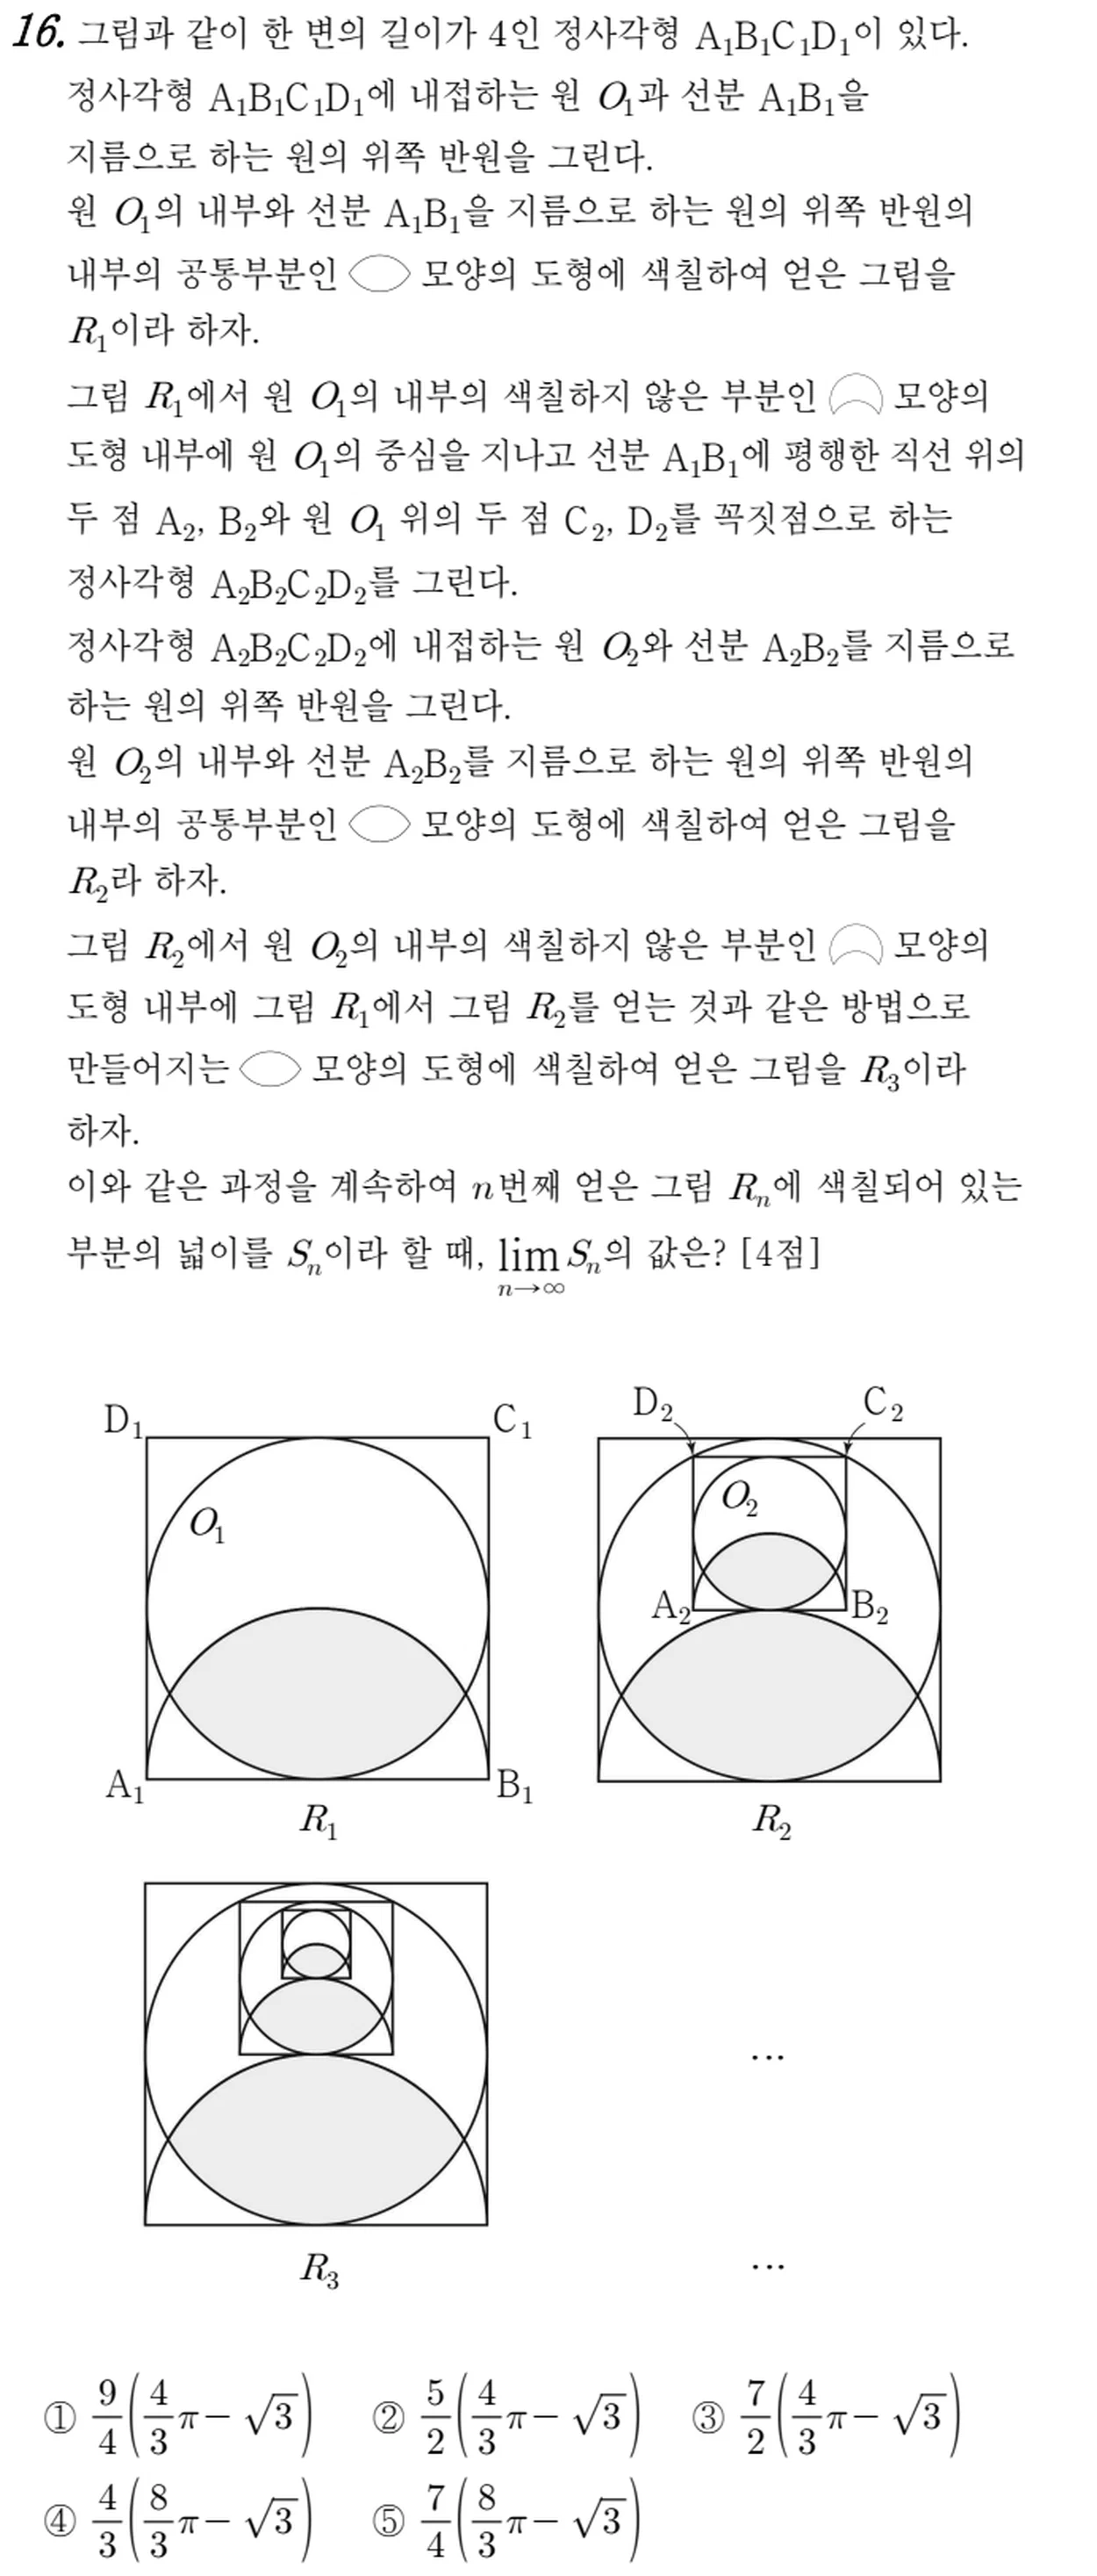 16. 그림과 같이 한 변의 길이가 4인 정사각형 A₁B₁C₁D₁이 있다.
정사각형 A₁B₁C₁D₁에 내접하는 원 O₁과 선분 A₁B₁을
지름으로 하는 원의 위쪽 반원을 그린다.
원 O₁의 내부와 선분 A₁B₁을 지름으로 하는 원의 위쪽 반원의
내부의 공통부분인 모양의 도형에 색칠하여 얻은 그림을
R₁이라 하자.
그림 R₁에서 원 O₁의 내부의 색칠하지 않은 부분인 모양의
도형 내부에 원 O₁의 중심을 지나고 선분 A₁B₁에 평행한 직선 위의
두 점 A₂, B₂와 원 O₁ 위의 두 점 C₂, D₂를 꼭짓점으로 하는
정사각형 A₂B₂C₂D₂를 그린다.
정사각형 A₂B₂C₂D₂에 내접하는 원 O₂와 선분 A₂B₂를 지름으로
하는 원의 위쪽 반원을 그린다.
원 O₂의 내부와 선분 A₂B₂를 지름으로 하는 원의 위쪽 반원의
내부의 공통부분인 모양의 도형에 색칠하여 얻은 그림을
R₂라 하자.
그림 R₂에서 원 O₂의 내부의 색칠하지 않은 부분인 모양의
도형 내부에 그림 R₁에서 그림 R₂를 얻는 것과 같은 방법으로
만들어지는 모양의 도형에 색칠하여 얻은 그림을 R₃이라
하자.
이와 같은 과정을 계속하여 n번째 얻은 그림 Rₙ에 색칠되어 있는
부분의 넓이를 Sₙ이라 할 때, lim n→∞ Sₙ의 값은? [4점]
D₁ C₁ D₂ C₂
O₁ O₂
A₂ B₂
A₁ B₁
R₁ R₂
…
R₃ …
① 9/4(4/3π−√3) ② 5/2(4/3π−√3) ③ 7/2(4/3π−√3)
④ 4/3(8/3π−√3) ⑤ 7/4(8/3π−√3)